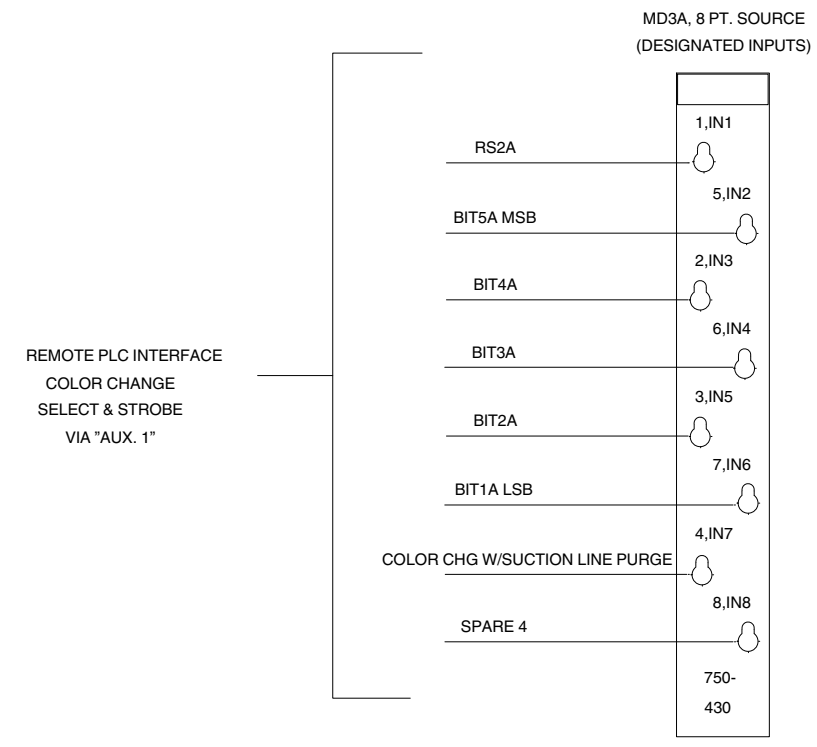 MD3A, 8 PT. SOURCE
(DESIGNATED INPUTS)
1,IN1
RS2A
5,IN2
BIT5A MSB
2,IN3
BIT4A
6,IN4
BIT3A
REMOTE PLC INTERFACE
COLOR CHANGE
SELECT & STROBE
VIA ”AUX. 1”
3,IN5
BIT2A
7,IN6
BIT1A LSB
4,IN7
COLOR CHG W/SUCTION LINE PURGE
8,IN8
SPARE 4
750-
430